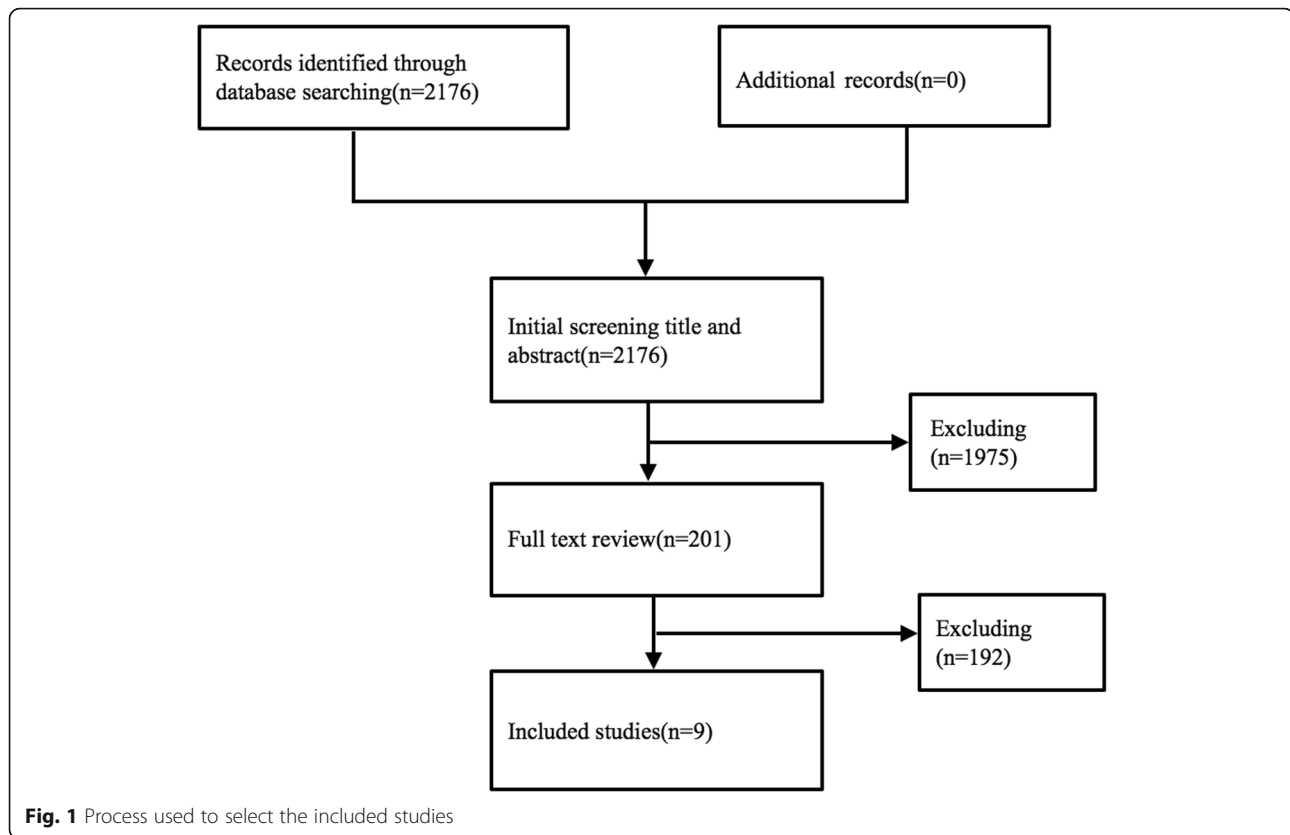 Records identified through
database searching(n=2176)
Additional records(n=0)
Initial screening title and
abstract(n=2176)
Excluding
(n=1975)
Full text review(n=201)
Excluding
(n=192)
Included studies(n=9)
Fig. 1 Process used to select the included studies